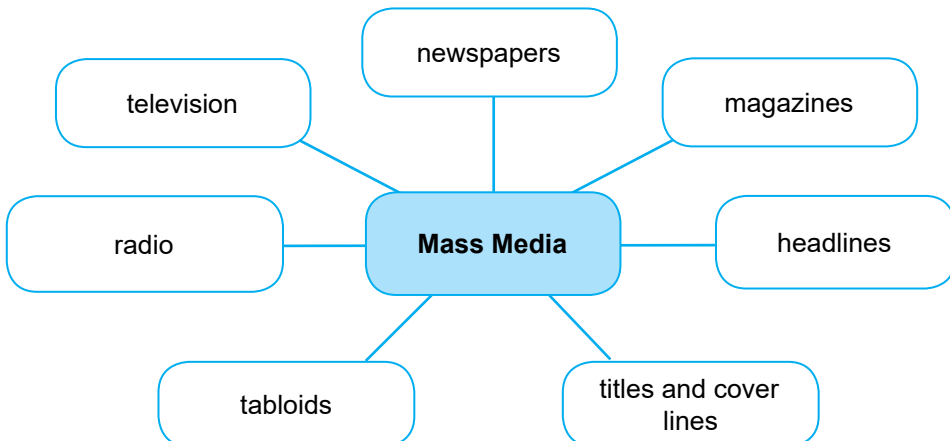 newspapers
television
magazines
radio
Mass Media
headlines
tabloids
titles and cover
lines